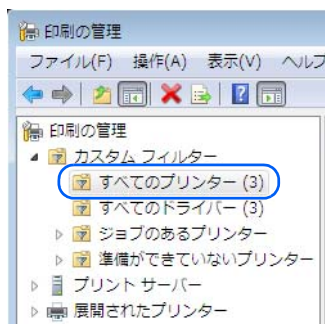 印刷の管理
ファイル(F) 操作(A) 表示(V) ヘルプ
印刷の管理
カスタム フィルター
すべてのプリンター (3)
すべてのドライバー (3)
ジョブのあるプリンター
準備ができていないプリンター
プリント サーバー
展開されたプリンター